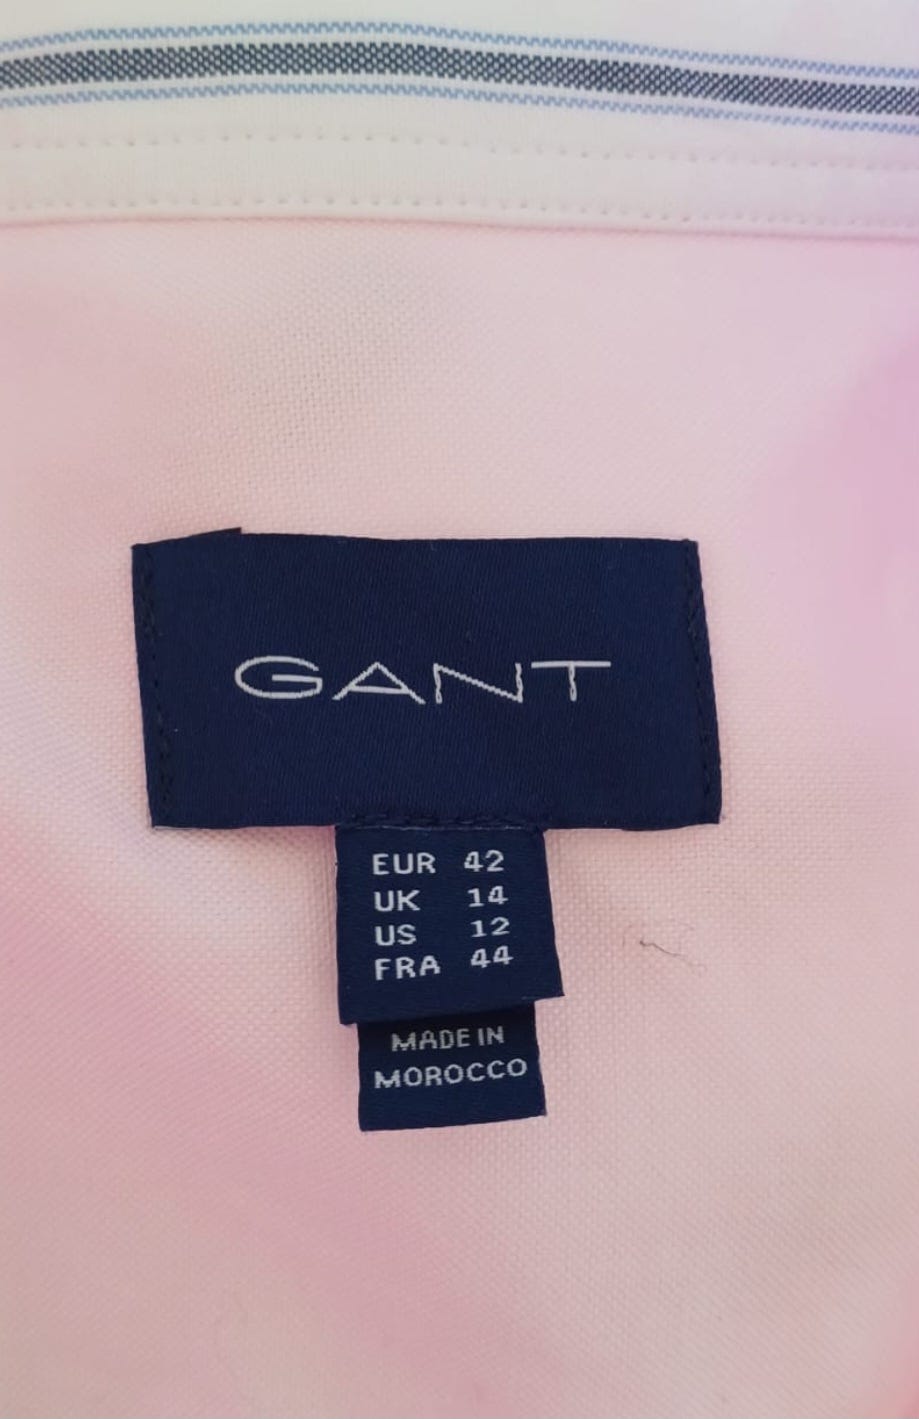 GANT
EUR 42
UK 14
US 12
FRA 44
MADE IN
MOROCCO